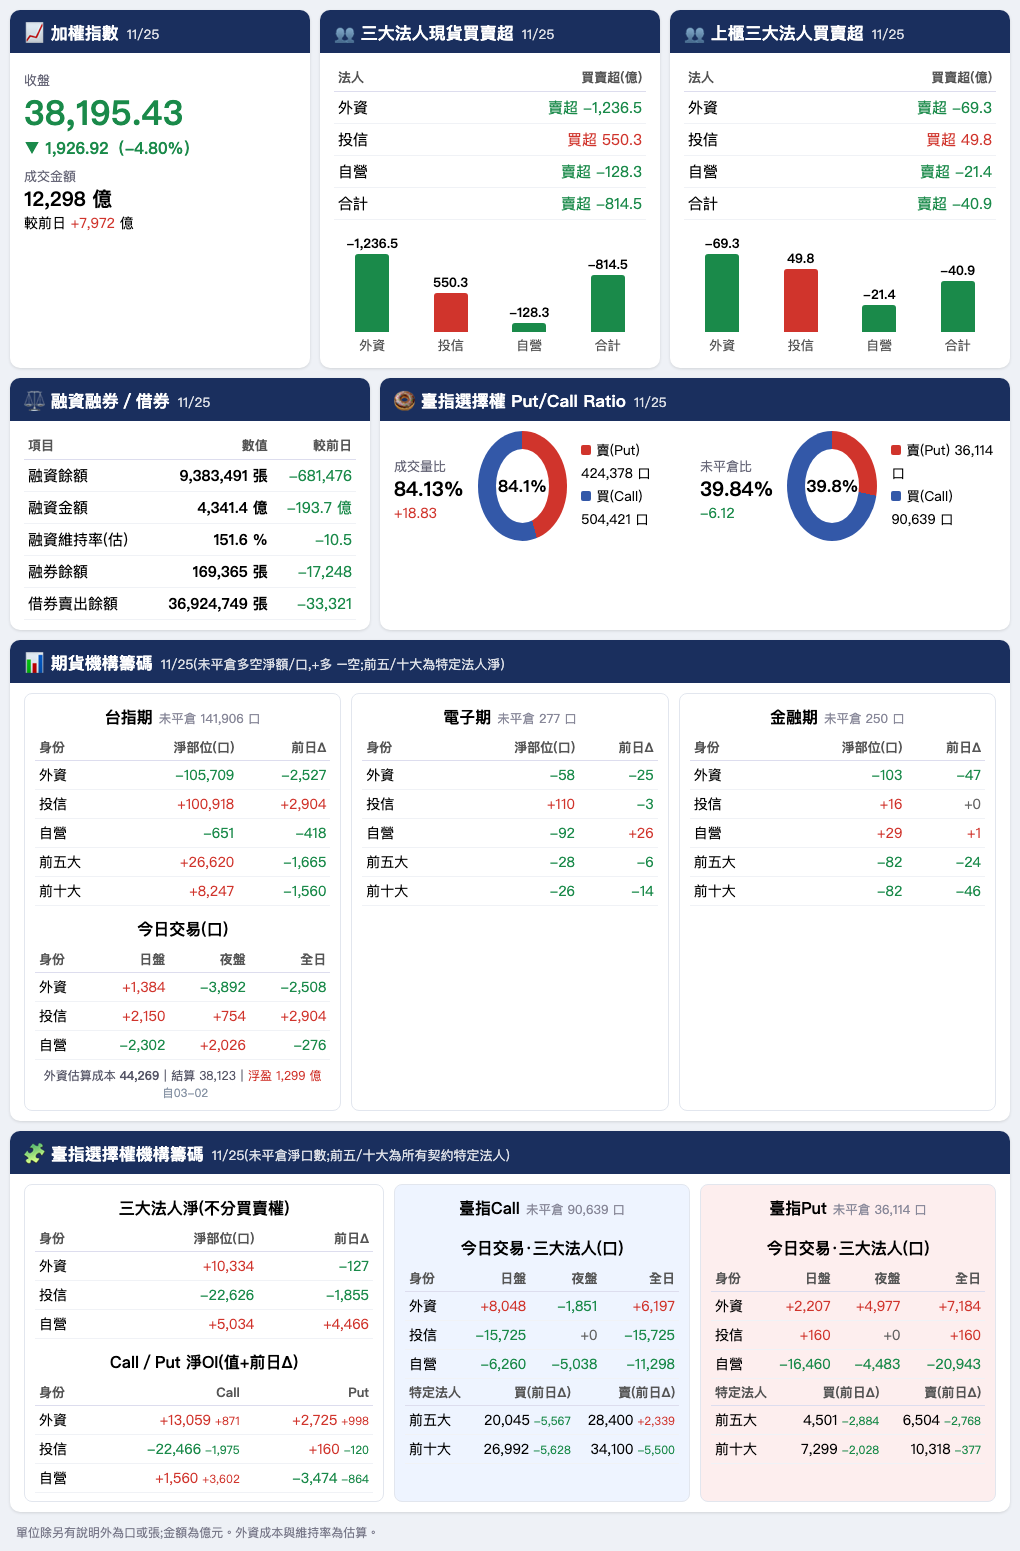 加權指數 11/25
收盤
38,195.43
▼ 1,926.92 (−4.80%)
成交金額
12,298 億
較前日 +7,972 億
三大法人現貨買賣超 11/25
法人 買賣超(億)
外資 賣超 −1,236.5
投信 買超 550.3
自營 賣超 −128.3
合計 賣超 −814.5
−1,236.5 550.3 −128.3 −814.5
外資 投信 自營 合計
上櫃三大法人買賣超 11/25
法人 買賣超(億)
外資 賣超 −69.3
投信 買超 49.8
自營 賣超 −21.4
合計 賣超 −40.9
−69.3 49.8 −21.4 −40.9
外資 投信 自營 合計
融資融券 / 借券 11/25
項目 數值 較前日
融資餘額 9,383,491 張 −681,476
融資金額 4,341.4 億 −193.7 億
融資維持率(估) 151.6 % −10.5
融券餘額 169,365 張 −17,248
借券賣出餘額 36,924,749 張 −33,321
臺指選擇權 Put/Call Ratio 11/25
成交量比
84.13%
+18.83
84.1%
賣(Put)
424,378 口
買(Call)
504,421 口
未平倉比
39.84%
−6.12
39.8%
賣(Put) 36,114
口
買(Call)
90,639 口
期貨機構籌碼 11/25(未平倉多空淨額/口,+多 −空;前五/十大為特定法人淨)
台指期 未平倉 141,906 口
身份 淨部位(口) 前日Δ
外資 −105,709 −2,527
投信 +100,918 +2,904
自營 −651 −418
前五大 +26,620 −1,665
前十大 +8,247 −1,560
今日交易(口)
身份 日盤 夜盤 全日
外資 +1,384 −3,892 −2,508
投信 +2,150 +754 +2,904
自營 −2,302 +2,026 −276
外資估算成本 44,269｜結算 38,123｜浮盈 1,299 億
自03−02
電子期 未平倉 277 口
身份 淨部位(口) 前日Δ
外資 −58 −25
投信 +110 −3
自營 −92 +26
前五大 −28 −6
前十大 −26 −14
金融期 未平倉 250 口
身份 淨部位(口) 前日Δ
外資 −103 −47
投信 +16 +0
自營 +29 +1
前五大 −82 −24
前十大 −82 −46
臺指選擇權機構籌碼 11/25(未平倉淨口數;前五/十大為所有契約特定法人)
三大法人淨(不分買賣權)
身份 淨部位(口) 前日Δ
外資 +10,334 −127
投信 −22,626 −1,855
自營 +5,034 +4,466
Call / Put 淨OI(值+前日Δ)
身份 Call Put
外資 +13,059 +871 +2,725 +998
投信 −22,466 −1,975 +160 −120
自營 +1,560 +3,602 −3,474 −864
臺指Call 未平倉 90,639 口
今日交易·三大法人(口)
身份 日盤 夜盤 全日
外資 +8,048 −1,851 +6,197
投信 −15,725 +0 −15,725
自營 −6,260 −5,038 −11,298
特定法人 買(前日Δ) 賣(前日Δ)
前五大 20,045 −5,567 28,400 +2,339
前十大 26,992 −5,628 34,100 −5,500
臺指Put 未平倉 36,114 口
今日交易·三大法人(口)
身份 日盤 夜盤 全日
外資 +2,207 +4,977 +7,184
投信 +160 +0 +160
自營 −16,460 −4,483 −20,943
特定法人 買(前日Δ) 賣(前日Δ)
前五大 4,501 −2,884 6,504 −2,768
前十大 7,299 −2,028 10,318 −377
單位除另有說明外為口或張;金額為億元。外資成本與維持率為估算。